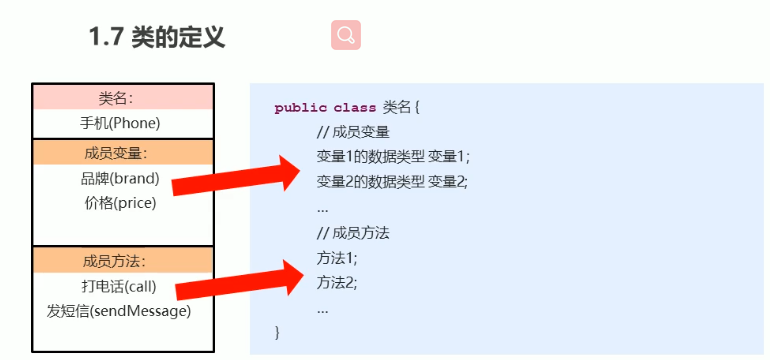 1.7 类的定义
类名：
手机(Phone)
成员变量：
品牌(brand)
价格(price)
成员方法：
打电话(call)
发短信(sendMessage)
public class 类名 {
// 成员变量
变量1的数据类型 变量1;
变量2的数据类型 变量2;
...
// 成员方法
方法1;
方法2;
...
}